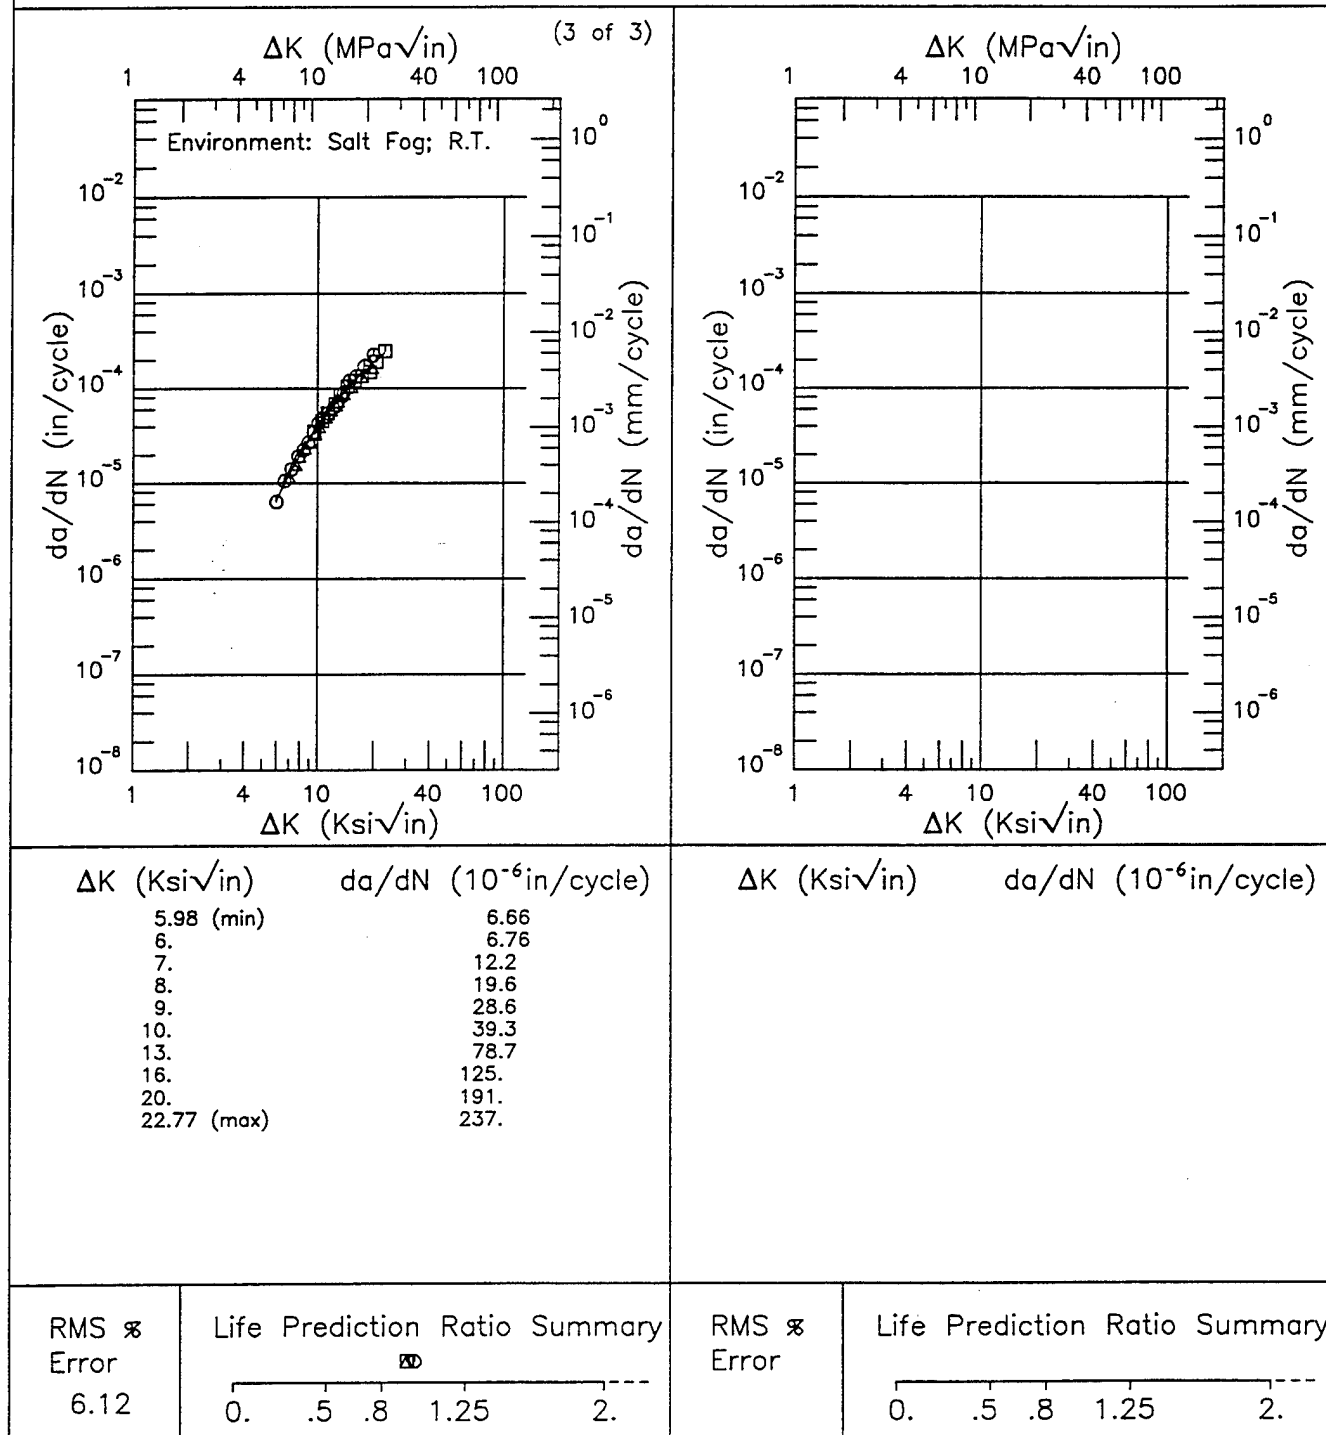 (3 of 3)
ΔK (MPa√in)
1 4 10 40 100
Environment: Salt Fog; R.T.
da/dN (in/cycle)
10⁻²
10⁻³
10⁻⁴
10⁻⁵
10⁻⁶
10⁻⁷
10⁻⁸
da/dN (mm/cycle)
10⁰
10⁻¹
10⁻²
10⁻³
10⁻⁴
10⁻⁵
10⁻⁶
1 4 10 40 100
ΔK (Ksi√in)
ΔK (MPa√in)
1 4 10 40 100
da/dN (in/cycle)
10⁻²
10⁻³
10⁻⁴
10⁻⁵
10⁻⁶
10⁻⁷
10⁻⁸
da/dN (mm/cycle)
10⁰
10⁻¹
10⁻²
10⁻³
10⁻⁴
10⁻⁵
10⁻⁶
1 4 10 40 100
ΔK (Ksi√in)
ΔK (Ksi√in) da/dN (10⁻⁶in/cycle)
5.98 (min) 6.66
6. 6.76
7. 12.2
8. 19.6
9. 28.6
10. 39.3
13. 78.7
16. 125.
20. 191.
22.77 (max) 237.
ΔK (Ksi√in) da/dN (10⁻⁶in/cycle)
RMS %
Error
6.12
Life Prediction Ratio Summary
0. .5 .8 1.25 2.
RMS %
Error
Life Prediction Ratio Summary
0. .5 .8 1.25 2.